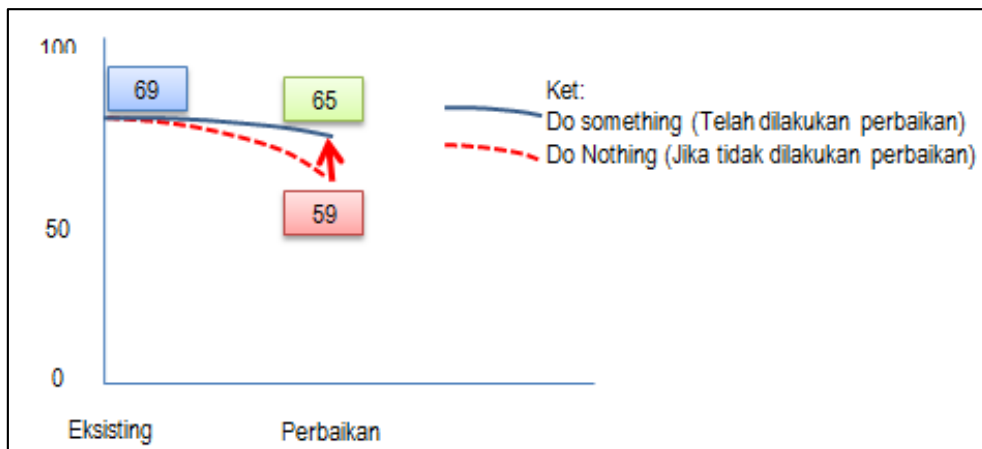 100
69
65
Ket:
Do something (Telah dilakukan perbaikan)
Do Nothing (Jika tidak dilakukan perbaikan)
59
50
0
Eksisting
Perbaikan